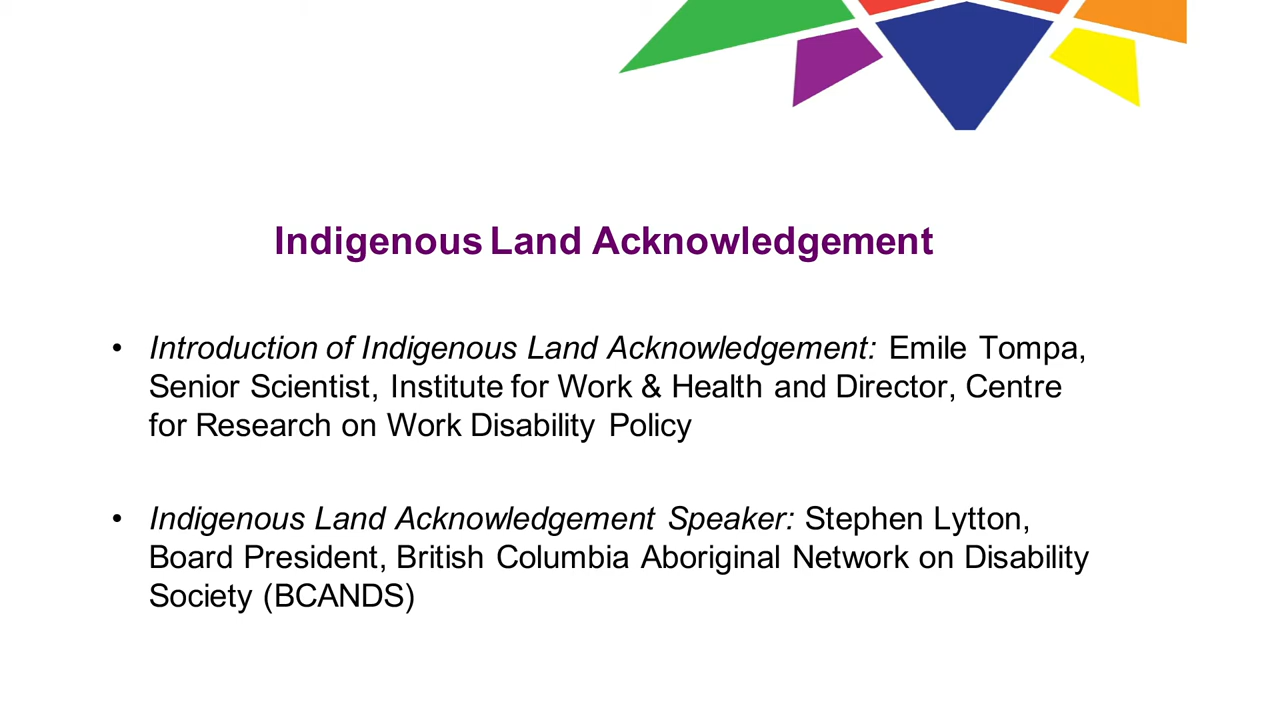 Indigenous Land Acknowledgement
• Introduction of Indigenous Land Acknowledgement: Emile Tompa,
Senior Scientist, Institute for Work & Health and Director, Centre
for Research on Work Disability Policy
• Indigenous Land Acknowledgement Speaker: Stephen Lytton,
Board President, British Columbia Aboriginal Network on Disability
Society (BCANDS)